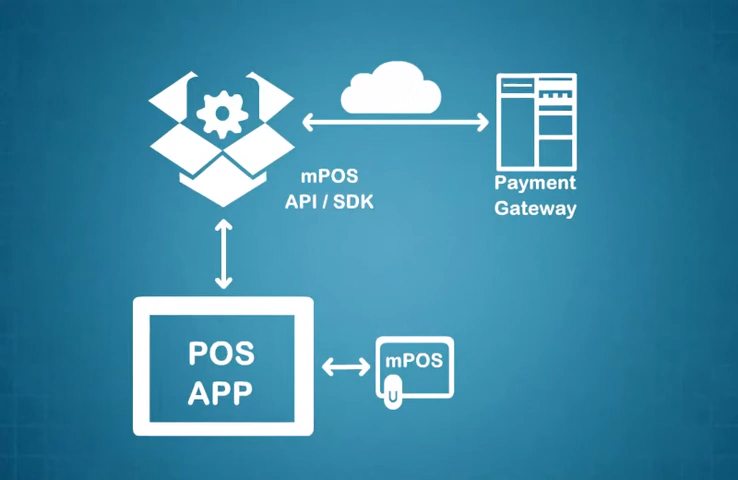 mPOS
API / SDK
Payment
Gateway
POS
APP
mPOS
U